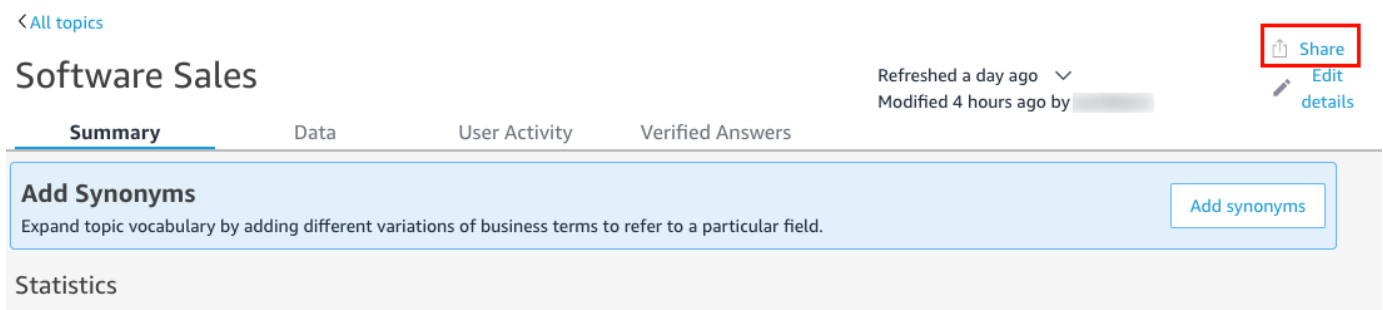 All topics
Share
Software Sales
Refreshed a day ago
Edit
details
Modified 4 hours ago by
Summary Data User Activity Verified Answers
Add Synonyms
Expand topic vocabulary by adding different variations of business terms to refer to a particular field.
Add synonyms
Statistics